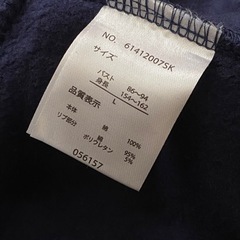 NO. 61412007SK
サイズ
バスト 86~94
身長 154~162
L
品質表示
本体 綿 100%
リブ部分 綿 95%
ポリウレタン 5%
056157